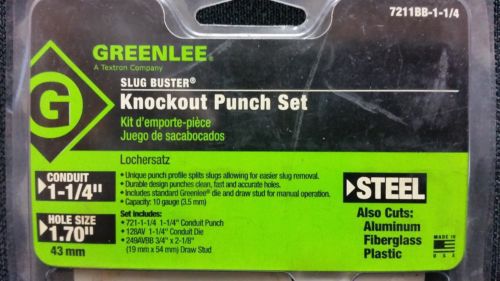 7211BB-1-1/4
GREENLEE®
A Textron Company
SLUG BUSTER®
Knockout Punch Set
Kit d'emporte-pièce
Juego de sacabocados
G
Lochersatz
CONDUIT
1-1/4"
HOLE SIZE
1.70"
43 mm
• Unique punch profile splits slugs allowing for easier slug removal.
• Durable design punches clean, fast and accurate holes.
• Includes standard Greenlee® die and draw stud for manual operation.
• Capacity: 10 gauge (3.5 mm)
Set Includes:
• 721-1-1/4 1-1/4" Conduit Punch
• 128AV 1-1/4" Conduit Die
• 249AVBB 3/4" x 2-1/8"
(19 mm x 54 mm) Draw Stud
STEEL
Also Cuts:
Aluminum
Fiberglass
Plastic
MADE IN
U.S.A.